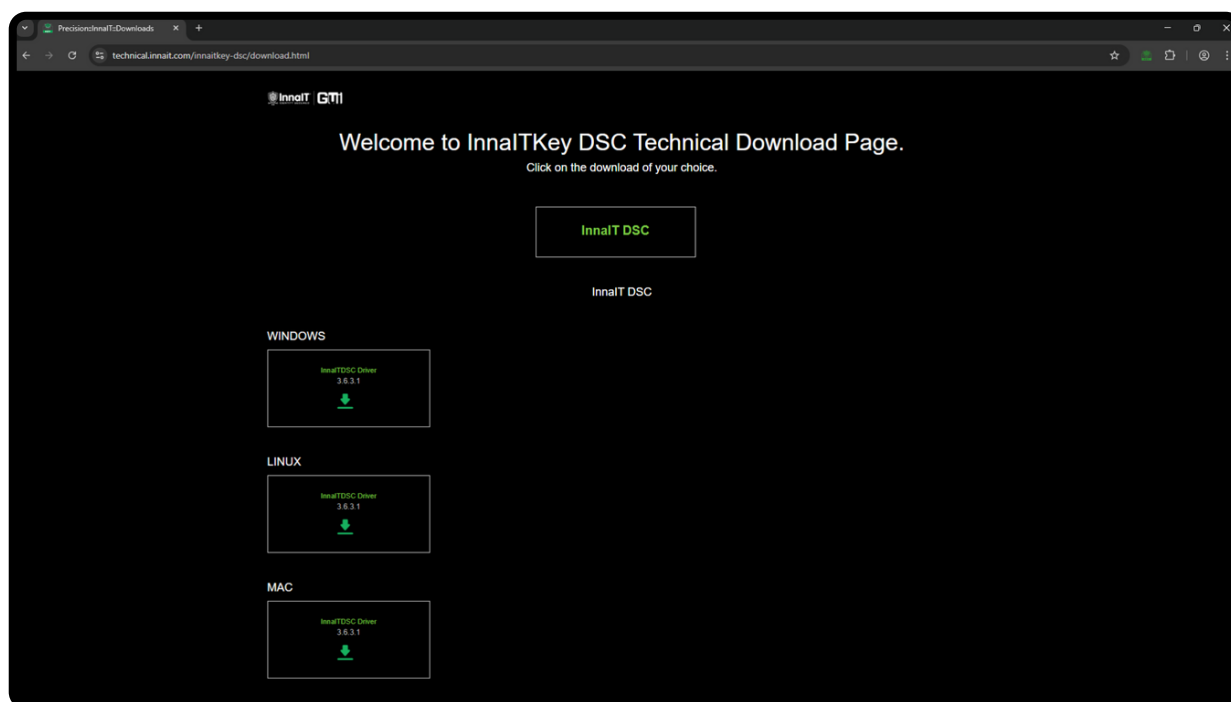 Precision::InnaIT::Downloads
technical.innait.com/innaitkey-dsc/download.html
InnaIT
Welcome to InnaITKey DSC Technical Download Page.
Click on the download of your choice.
InnaIT DSC
InnaIT DSC
WINDOWS
InnaITDSC Driver
3.6.3.1
LINUX
InnaITDSC Driver
3.6.3.1
MAC
InnaITDSC Driver
3.6.3.1